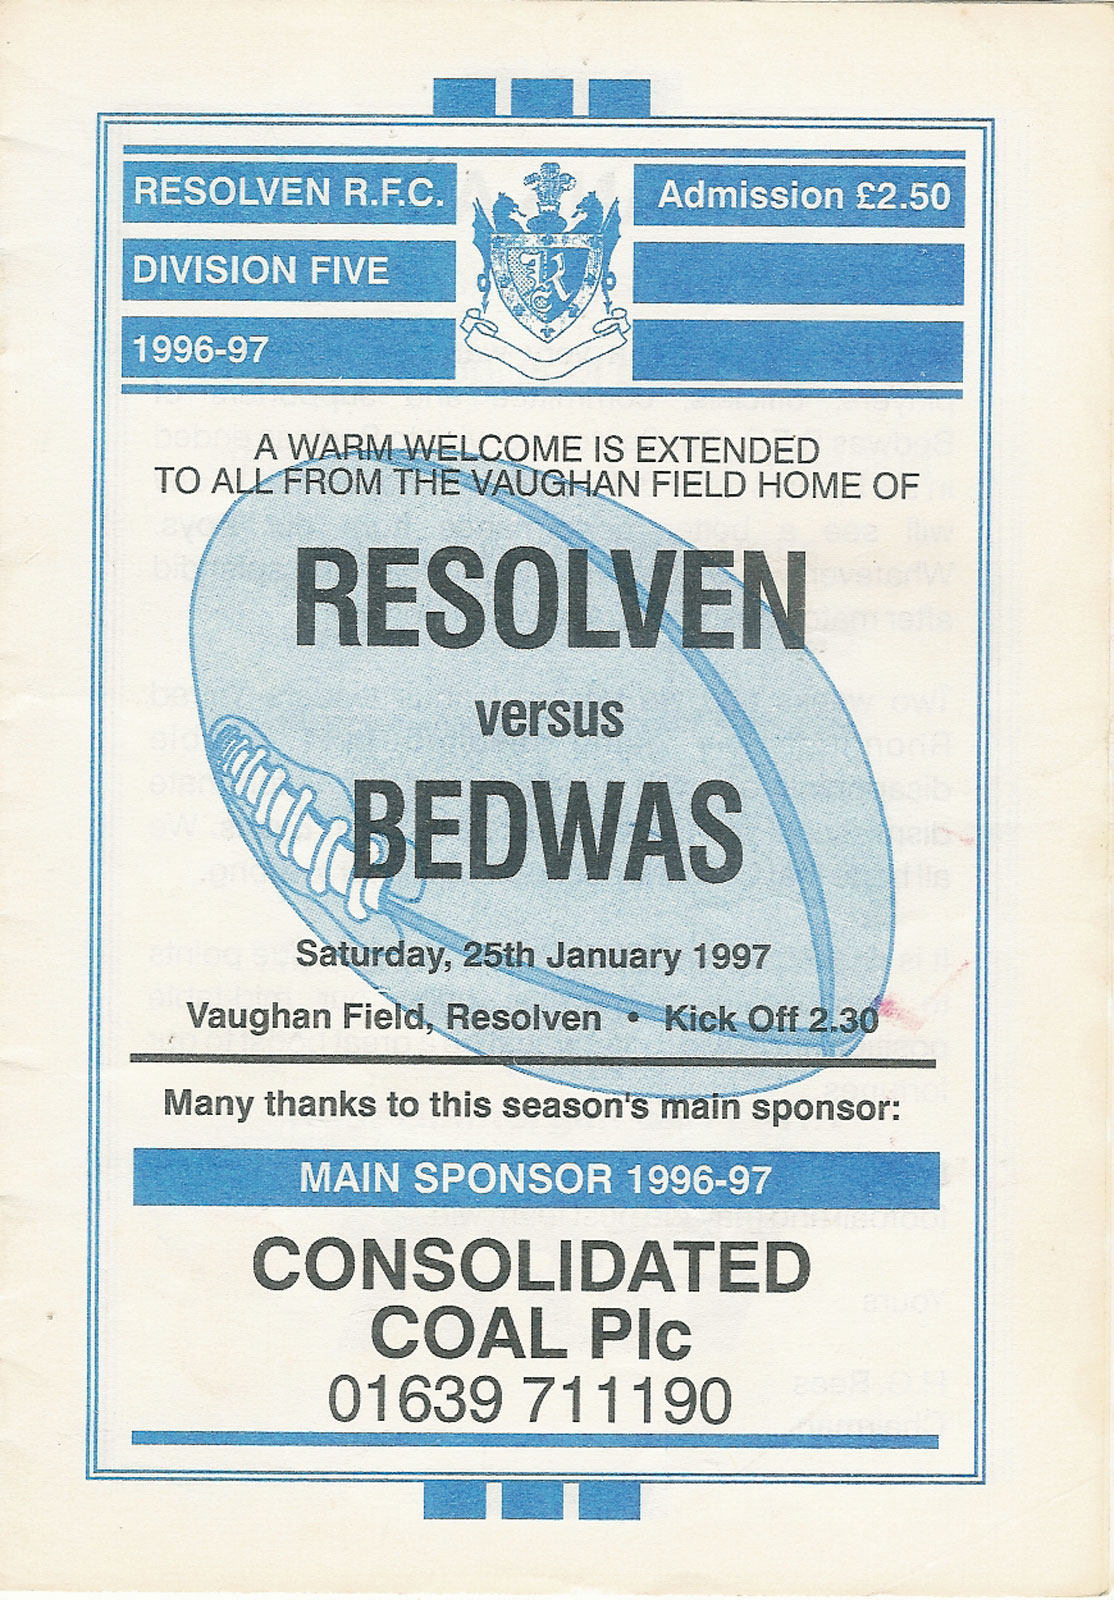 RESOLVEN R.F.C.
Admission £2.50
DIVISION FIVE
1996-97
A WARM WELCOME IS EXTENDED
TO ALL FROM THE VAUGHAN FIELD HOME OF
RESOLVEN
versus
BEDWAS
Saturday, 25th January 1997
Vaughan Field, Resolven • Kick Off 2.30
Many thanks to this season's main sponsor:
MAIN SPONSOR 1996-97
CONSOLIDATED
COAL Plc
01639 711190